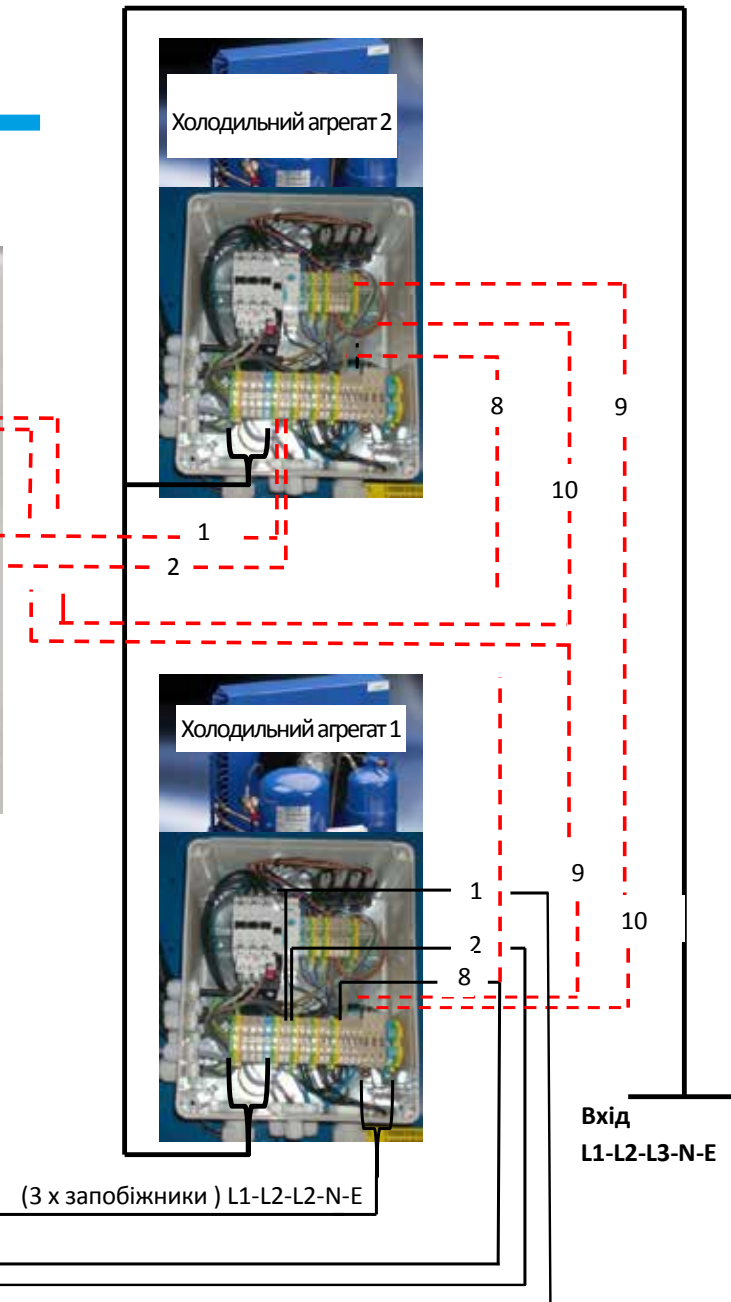 Холодильний агрегат 2
8
9
10
1
2
Холодильний агрегат 1
1
9
2
10
8
Вхід
L1-L2-L3-N-E
(3 х запобіжники ) L1-L2-L2-N-E